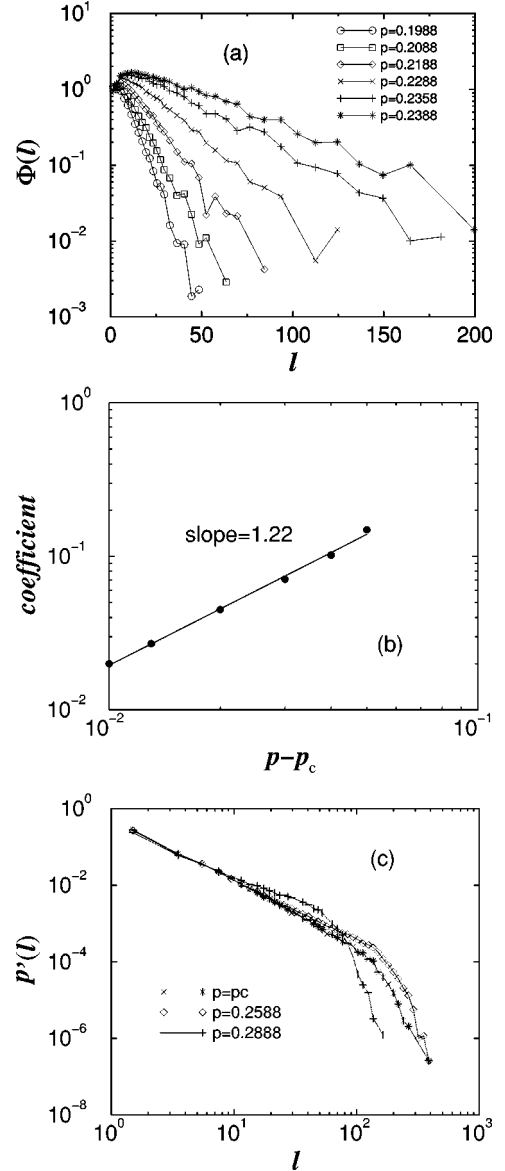 (a)
p=0.1988
p=0.2088
p=0.2188
p=0.2288
p=0.2358
p=0.2388
10¹
10⁰
10⁻¹
10⁻²
10⁻³
Φ(l)
0 50 100 150 200
l
10⁰
10⁻¹
10⁻²
coefficient
slope=1.22
(b)
10⁻² 10⁻¹
p−pc
10⁰
10⁻²
10⁻⁴
10⁻⁶
10⁻⁸
p'(l)
(c)
p=pc
p=0.2588
p=0.2888
10⁰ 10¹ 10² 10³
l